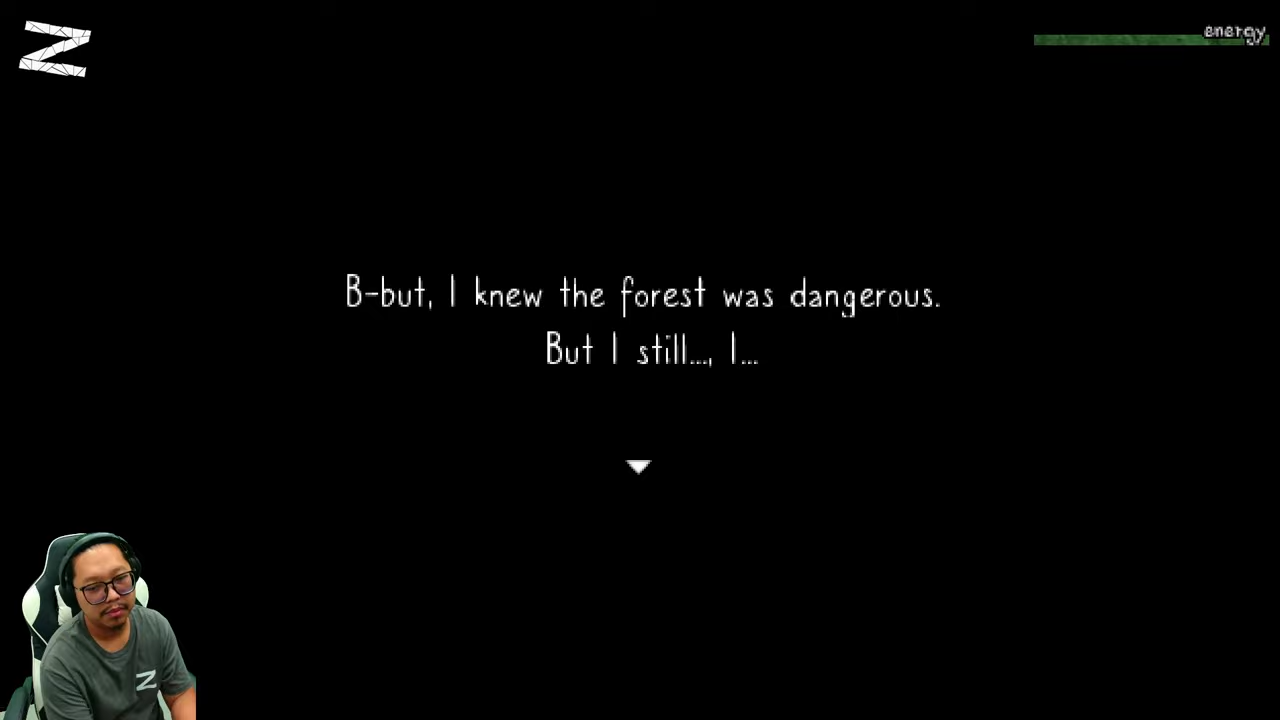 Z
energy
B-but, I knew the forest was dangerous.
But I still..., I...
Z